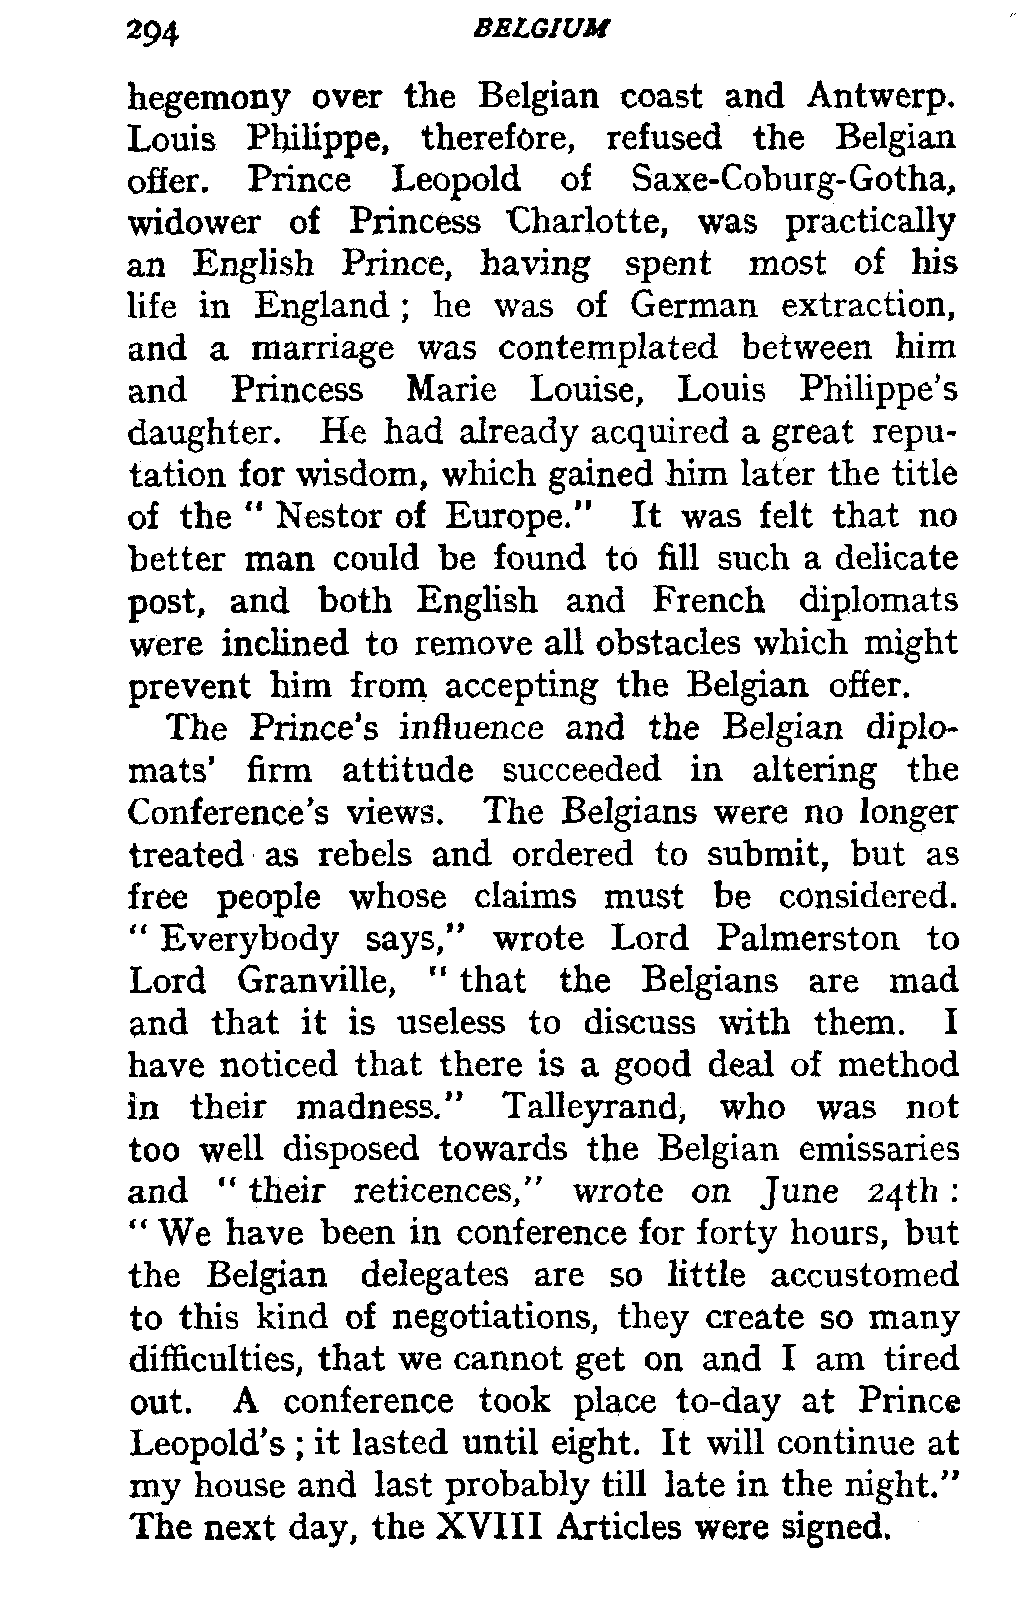 294 BELGIUM
hegemony over the Belgian coast and Antwerp.
Louis Philippe, therefore, refused the Belgian
offer. Prince Leopold of Saxe-Coburg-Gotha,
widower of Princess Charlotte, was practically
an English Prince, having spent most of his
life in England ; he was of German extraction,
and a marriage was contemplated between him
and Princess Marie Louise, Louis Philippe's
daughter. He had already acquired a great repu-
tation for wisdom, which gained him later the title
of the " Nestor of Europe." It was felt that no
better man could be found to fill such a delicate
post, and both English and French diplomats
were inclined to remove all obstacles which might
prevent him from accepting the Belgian offer.
The Prince's influence and the Belgian diplo-
mats' firm attitude succeeded in altering the
Conference's views. The Belgians were no longer
treated as rebels and ordered to submit, but as
free people whose claims must be considered.
" Everybody says," wrote Lord Palmerston to
Lord Granville, " that the Belgians are mad
and that it is useless to discuss with them. I
have noticed that there is a good deal of method
in their madness." Talleyrand, who was not
too well disposed towards the Belgian emissaries
and " their reticences," wrote on June 24th :
" We have been in conference for forty hours, but
the Belgian delegates are so little accustomed
to this kind of negotiations, they create so many
difficulties, that we cannot get on and I am tired
out. A conference took place to-day at Prince
Leopold's ; it lasted until eight. It will continue at
my house and last probably till late in the night."
The next day, the XVIII Articles were signed.